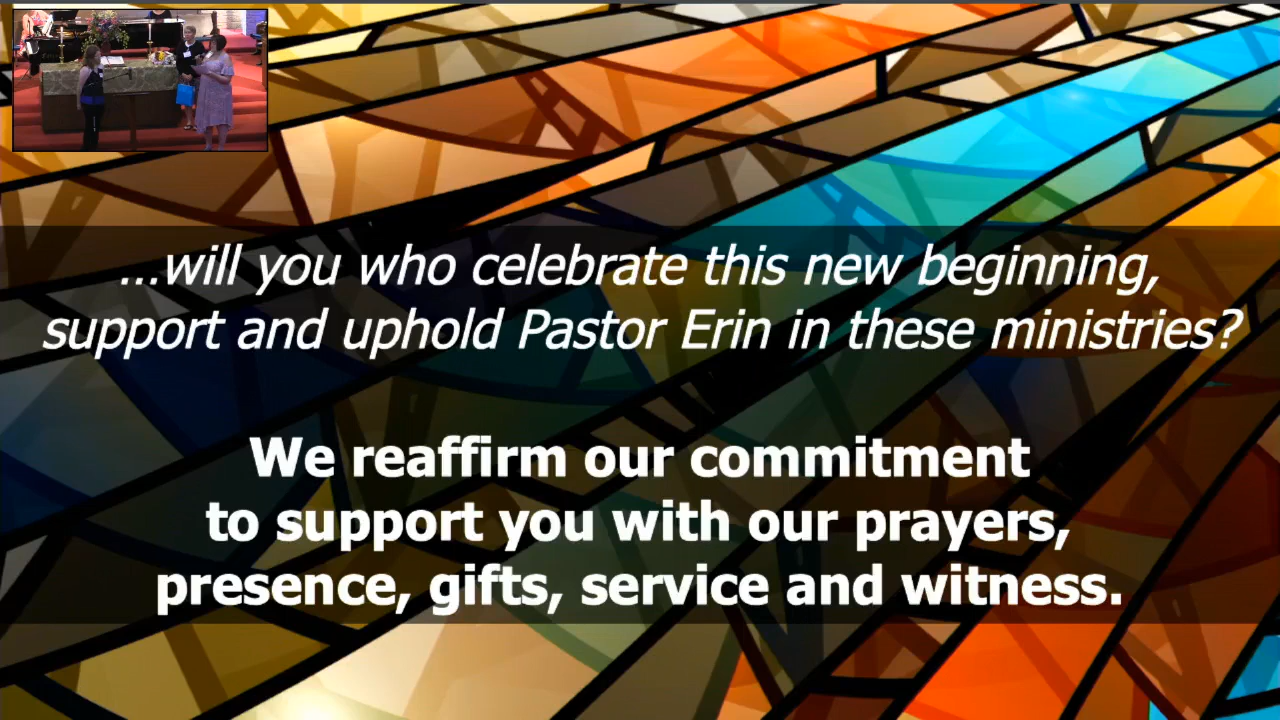 ...will you who celebrate this new beginning,
support and uphold Pastor Erin in these ministries?
We reaffirm our commitment
to support you with our prayers,
presence, gifts, service and witness.